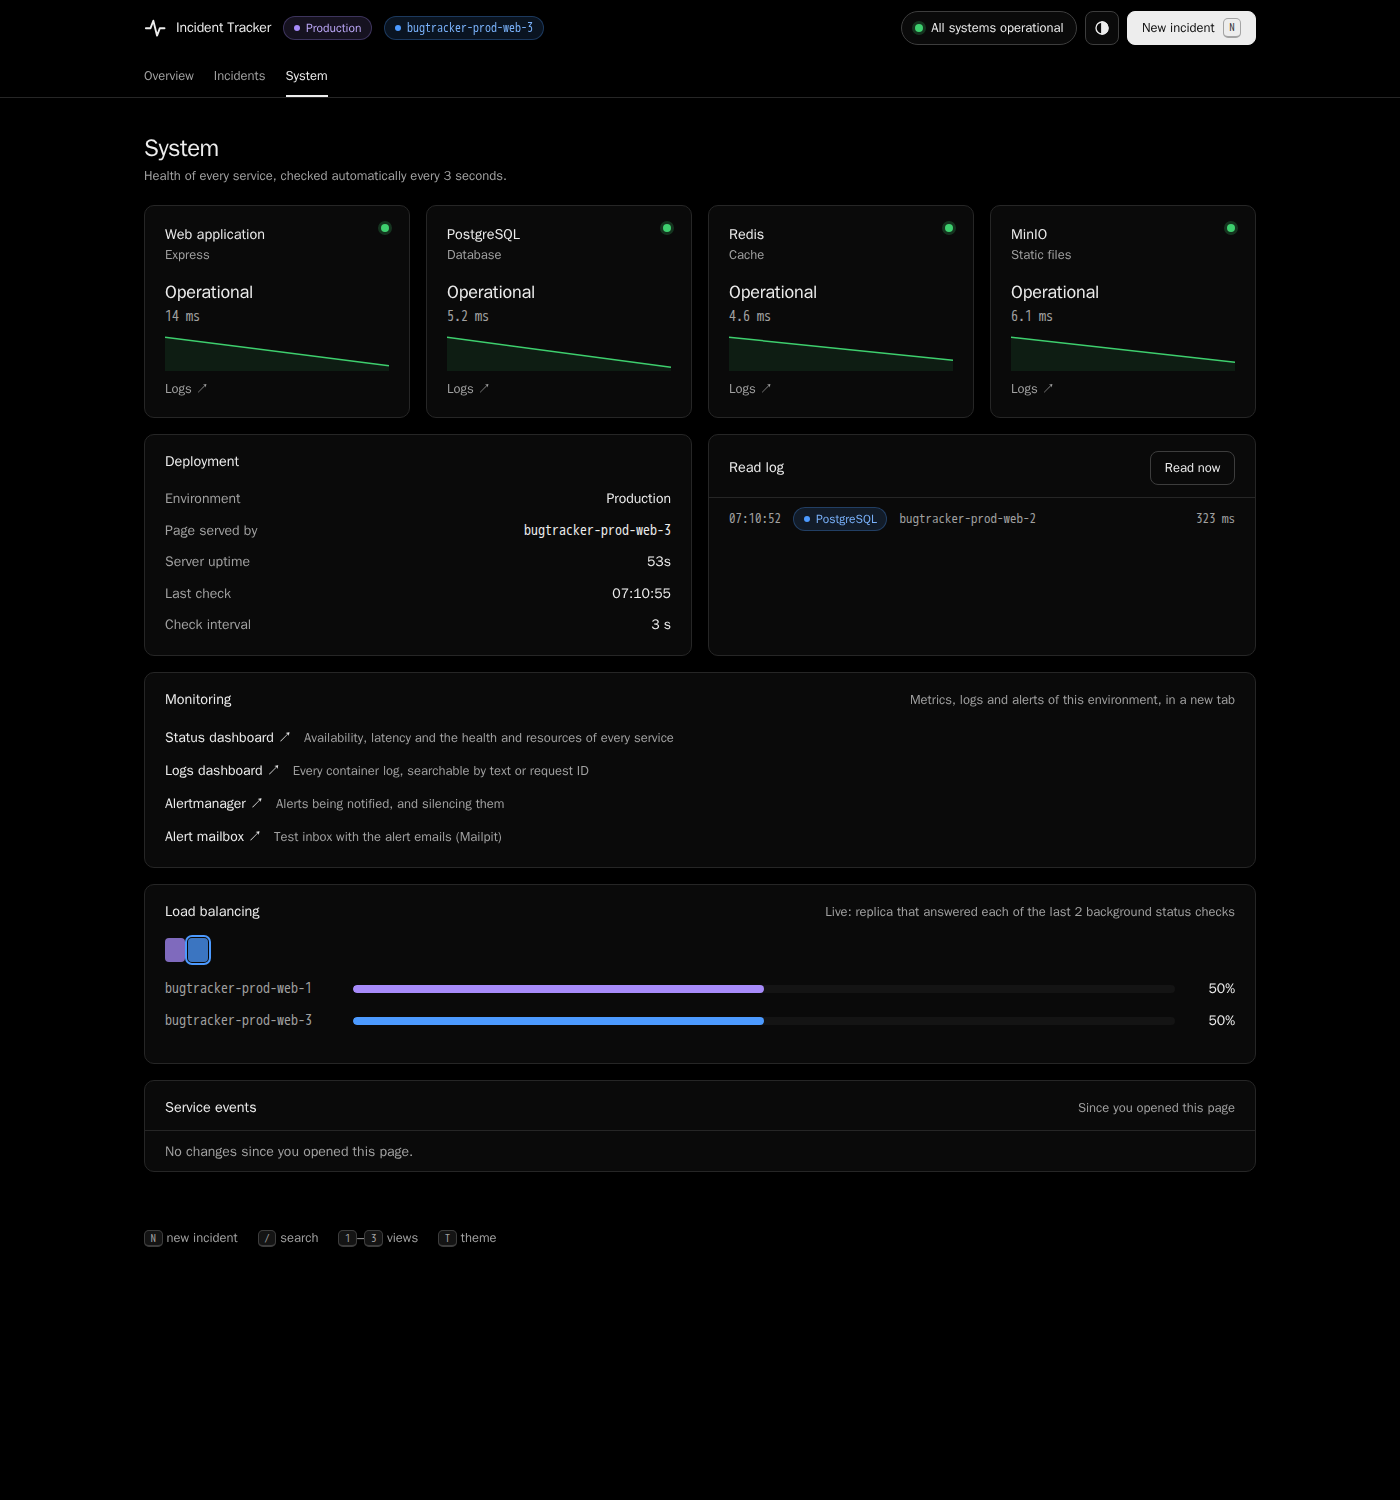 Incident Tracker Production bugtracker-prod-web-3 All systems operational New incident N
Overview Incidents System
System
Health of every service, checked automatically every 3 seconds.
Web application
Express
Operational
14 ms
Logs ↗
PostgreSQL
Database
Operational
5.2 ms
Logs ↗
Redis
Cache
Operational
4.6 ms
Logs ↗
MinIO
Static files
Operational
6.1 ms
Logs ↗
Deployment
Environment Production
Page served by bugtracker-prod-web-3
Server uptime 53s
Last check 07:10:55
Check interval 3 s
Read log Read now
07:10:52 PostgreSQL bugtracker-prod-web-2 323 ms
Monitoring Metrics, logs and alerts of this environment, in a new tab
Status dashboard ↗ Availability, latency and the health and resources of every service
Logs dashboard ↗ Every container log, searchable by text or request ID
Alertmanager ↗ Alerts being notified, and silencing them
Alert mailbox ↗ Test inbox with the alert emails (Mailpit)
Load balancing Live: replica that answered each of the last 2 background status checks
bugtracker-prod-web-1 50%
bugtracker-prod-web-3 50%
Service events Since you opened this page
No changes since you opened this page.
N new incident / search 1–3 views T theme